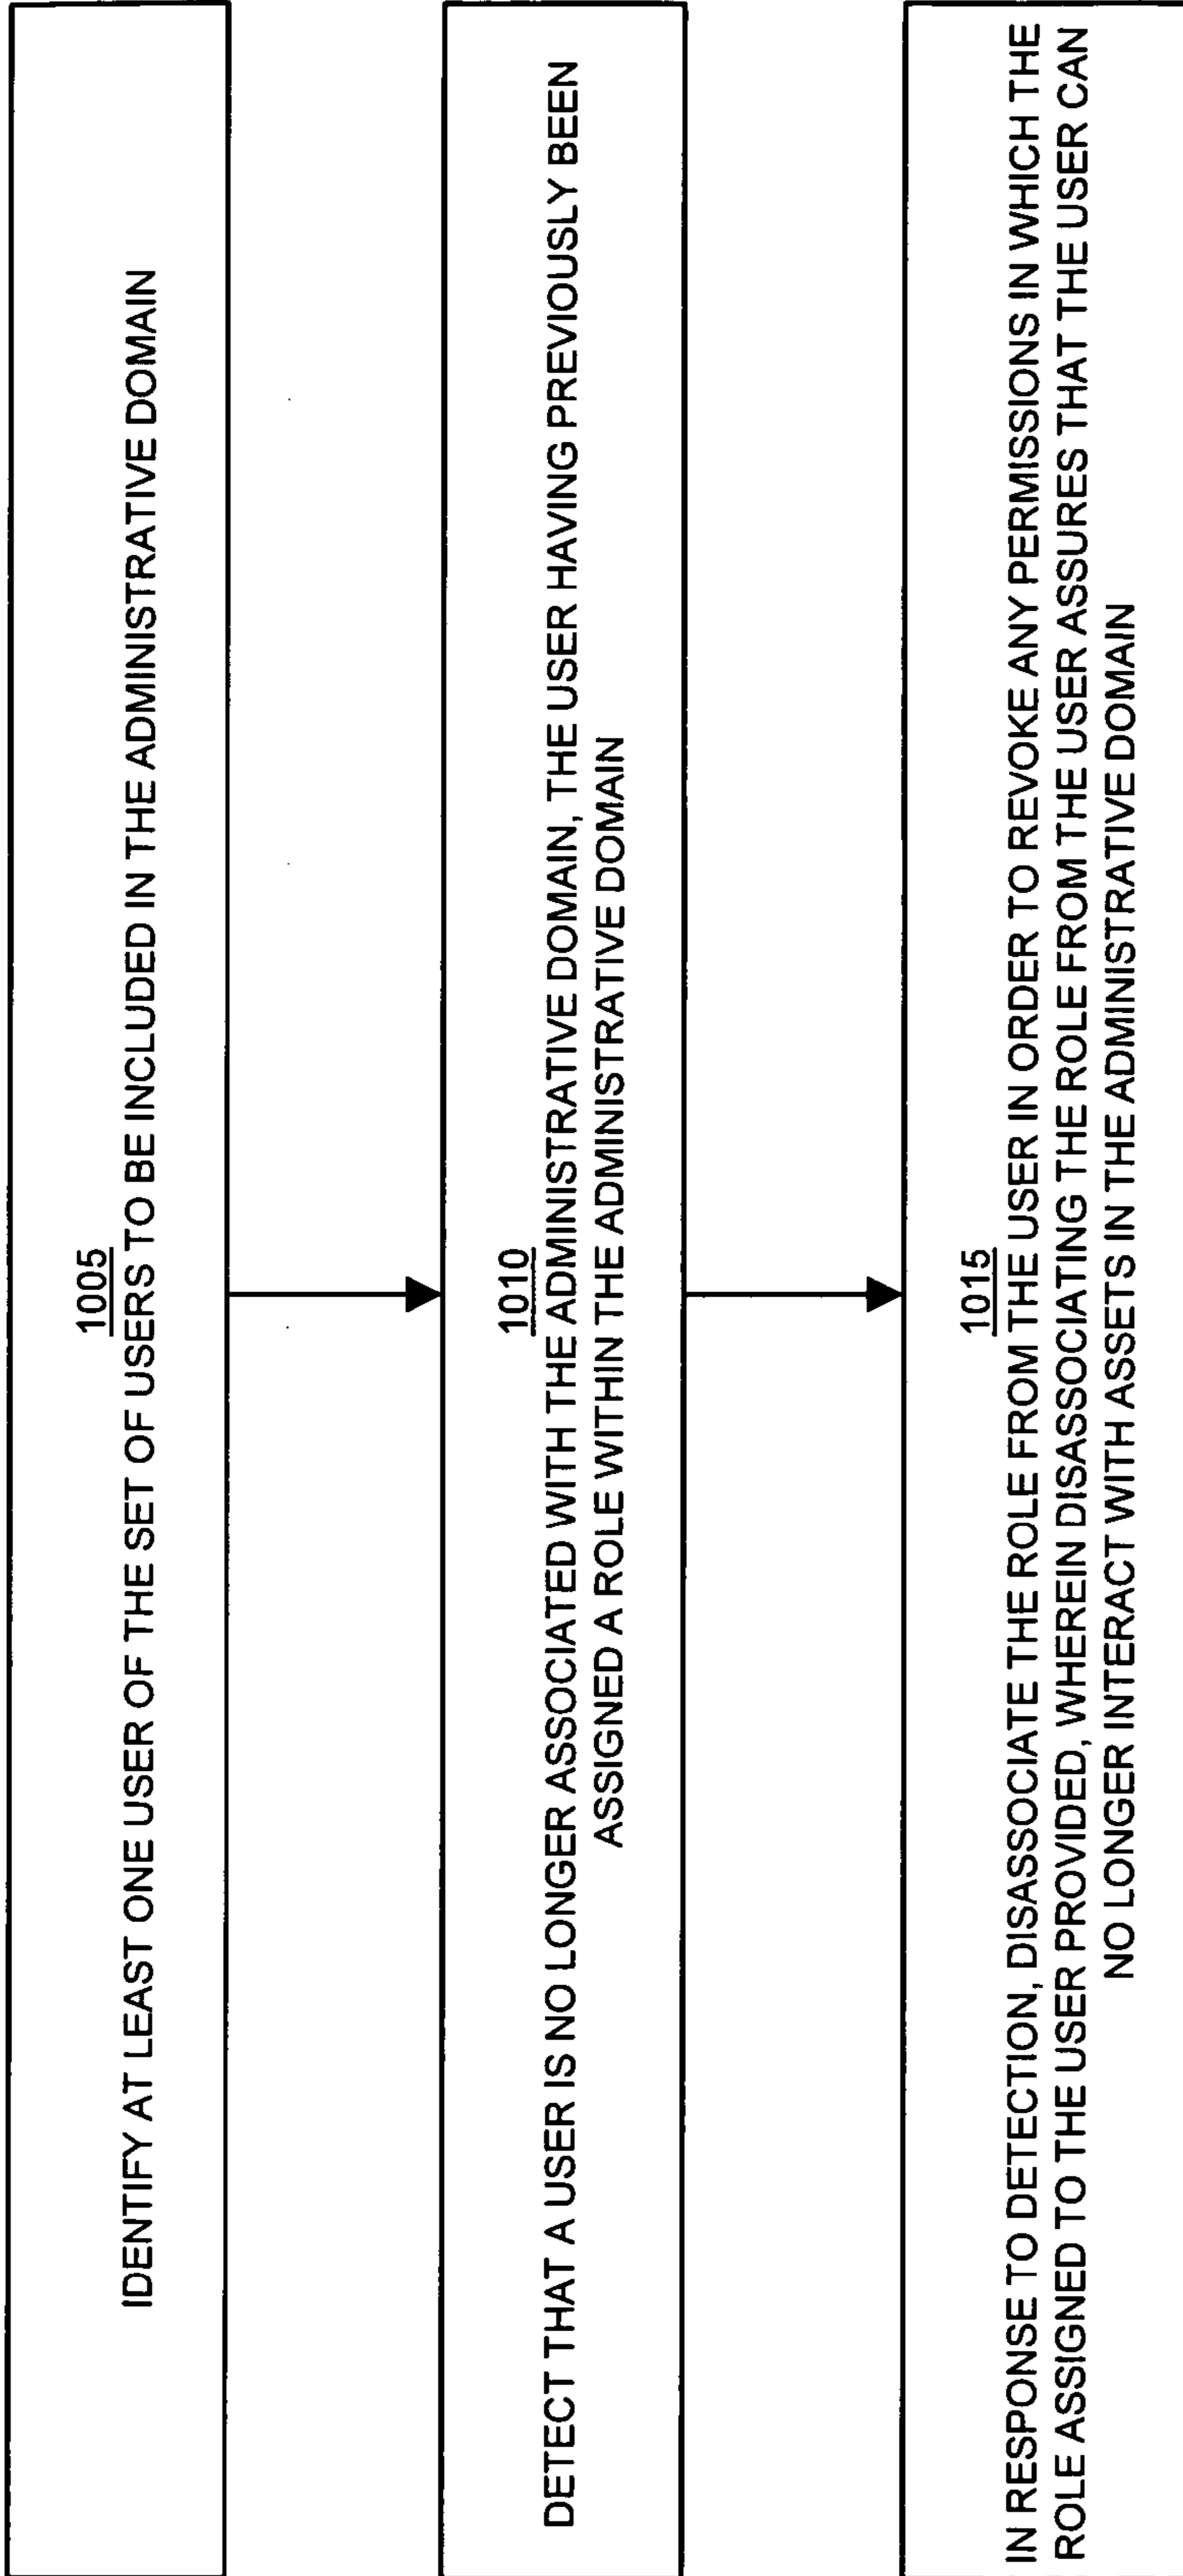 1005
IDENTIFY AT LEAST ONE USER OF THE SET OF USERS TO BE INCLUDED IN THE ADMINISTRATIVE DOMAIN
1010
DETECT THAT A USER IS NO LONGER ASSOCIATED WITH THE ADMINISTRATIVE DOMAIN, THE USER HAVING PREVIOUSLY BEEN
ASSIGNED A ROLE WITHIN THE ADMINISTRATIVE DOMAIN
1015
IN RESPONSE TO DETECTION, DISASSOCIATE THE ROLE FROM THE USER IN ORDER TO REVOKE ANY PERMISSIONS IN WHICH THE
ROLE ASSIGNED TO THE USER PROVIDED, WHEREIN DISASSOCIATING THE ROLE FROM THE USER ASSURES THAT THE USER CAN
NO LONGER INTERACT WITH ASSETS IN THE ADMINISTRATIVE DOMAIN